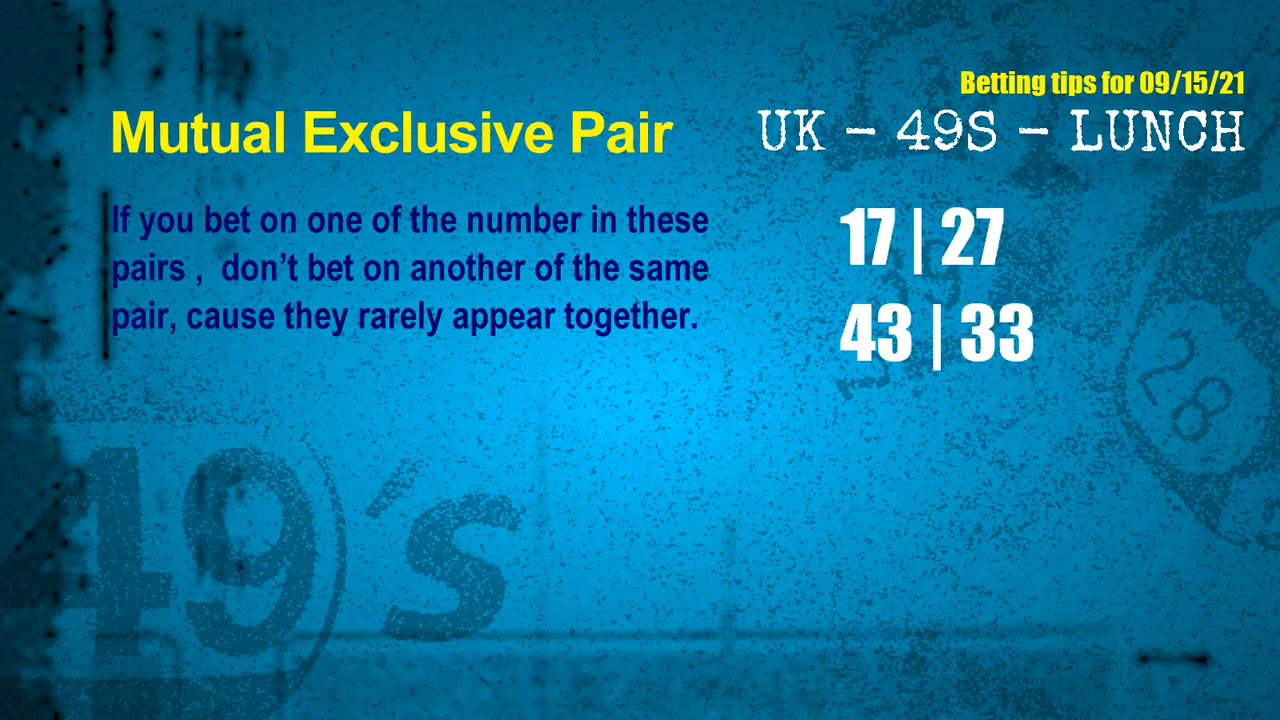 Betting tips for 09/15/21
Mutual Exclusive Pair
UK - 49S - LUNCH
If you bet on one of the number in these
pairs ,  don't bet on another of the same
pair, cause they rarely appear together.
17 | 27
43 | 33
28
49's